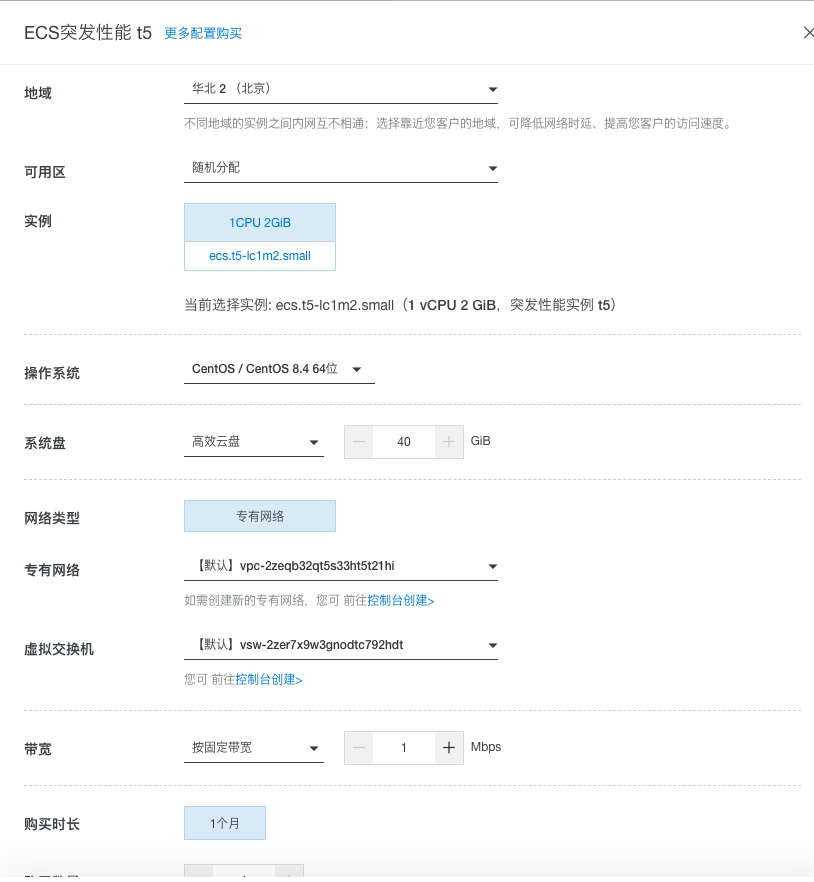 ECS突发性能 t5 更多配置购买
地域 华北 2 （北京）
不同地域的实例之间内网互不相通；选择靠近您客户的地域，可降低网络时延、提高您客户的访问速度。
可用区 随机分配
实例 1CPU 2GiB
ecs.t5-lc1m2.small
当前选择实例: ecs.t5-lc1m2.small（1 vCPU 2 GiB，突发性能实例 t5）
操作系统 CentOS / CentOS 8.4 64位
系统盘 高效云盘 40 GiB
网络类型 专有网络
专有网络 【默认】vpc-2zeqb32qt5s33ht5t21hi
如需创建新的专有网络，您可 前往控制台创建>
虚拟交换机 【默认】vsw-2zer7x9w3gnodtc792hdt
您可 前往控制台创建>
带宽 按固定带宽 1 Mbps
购买时长 1个月